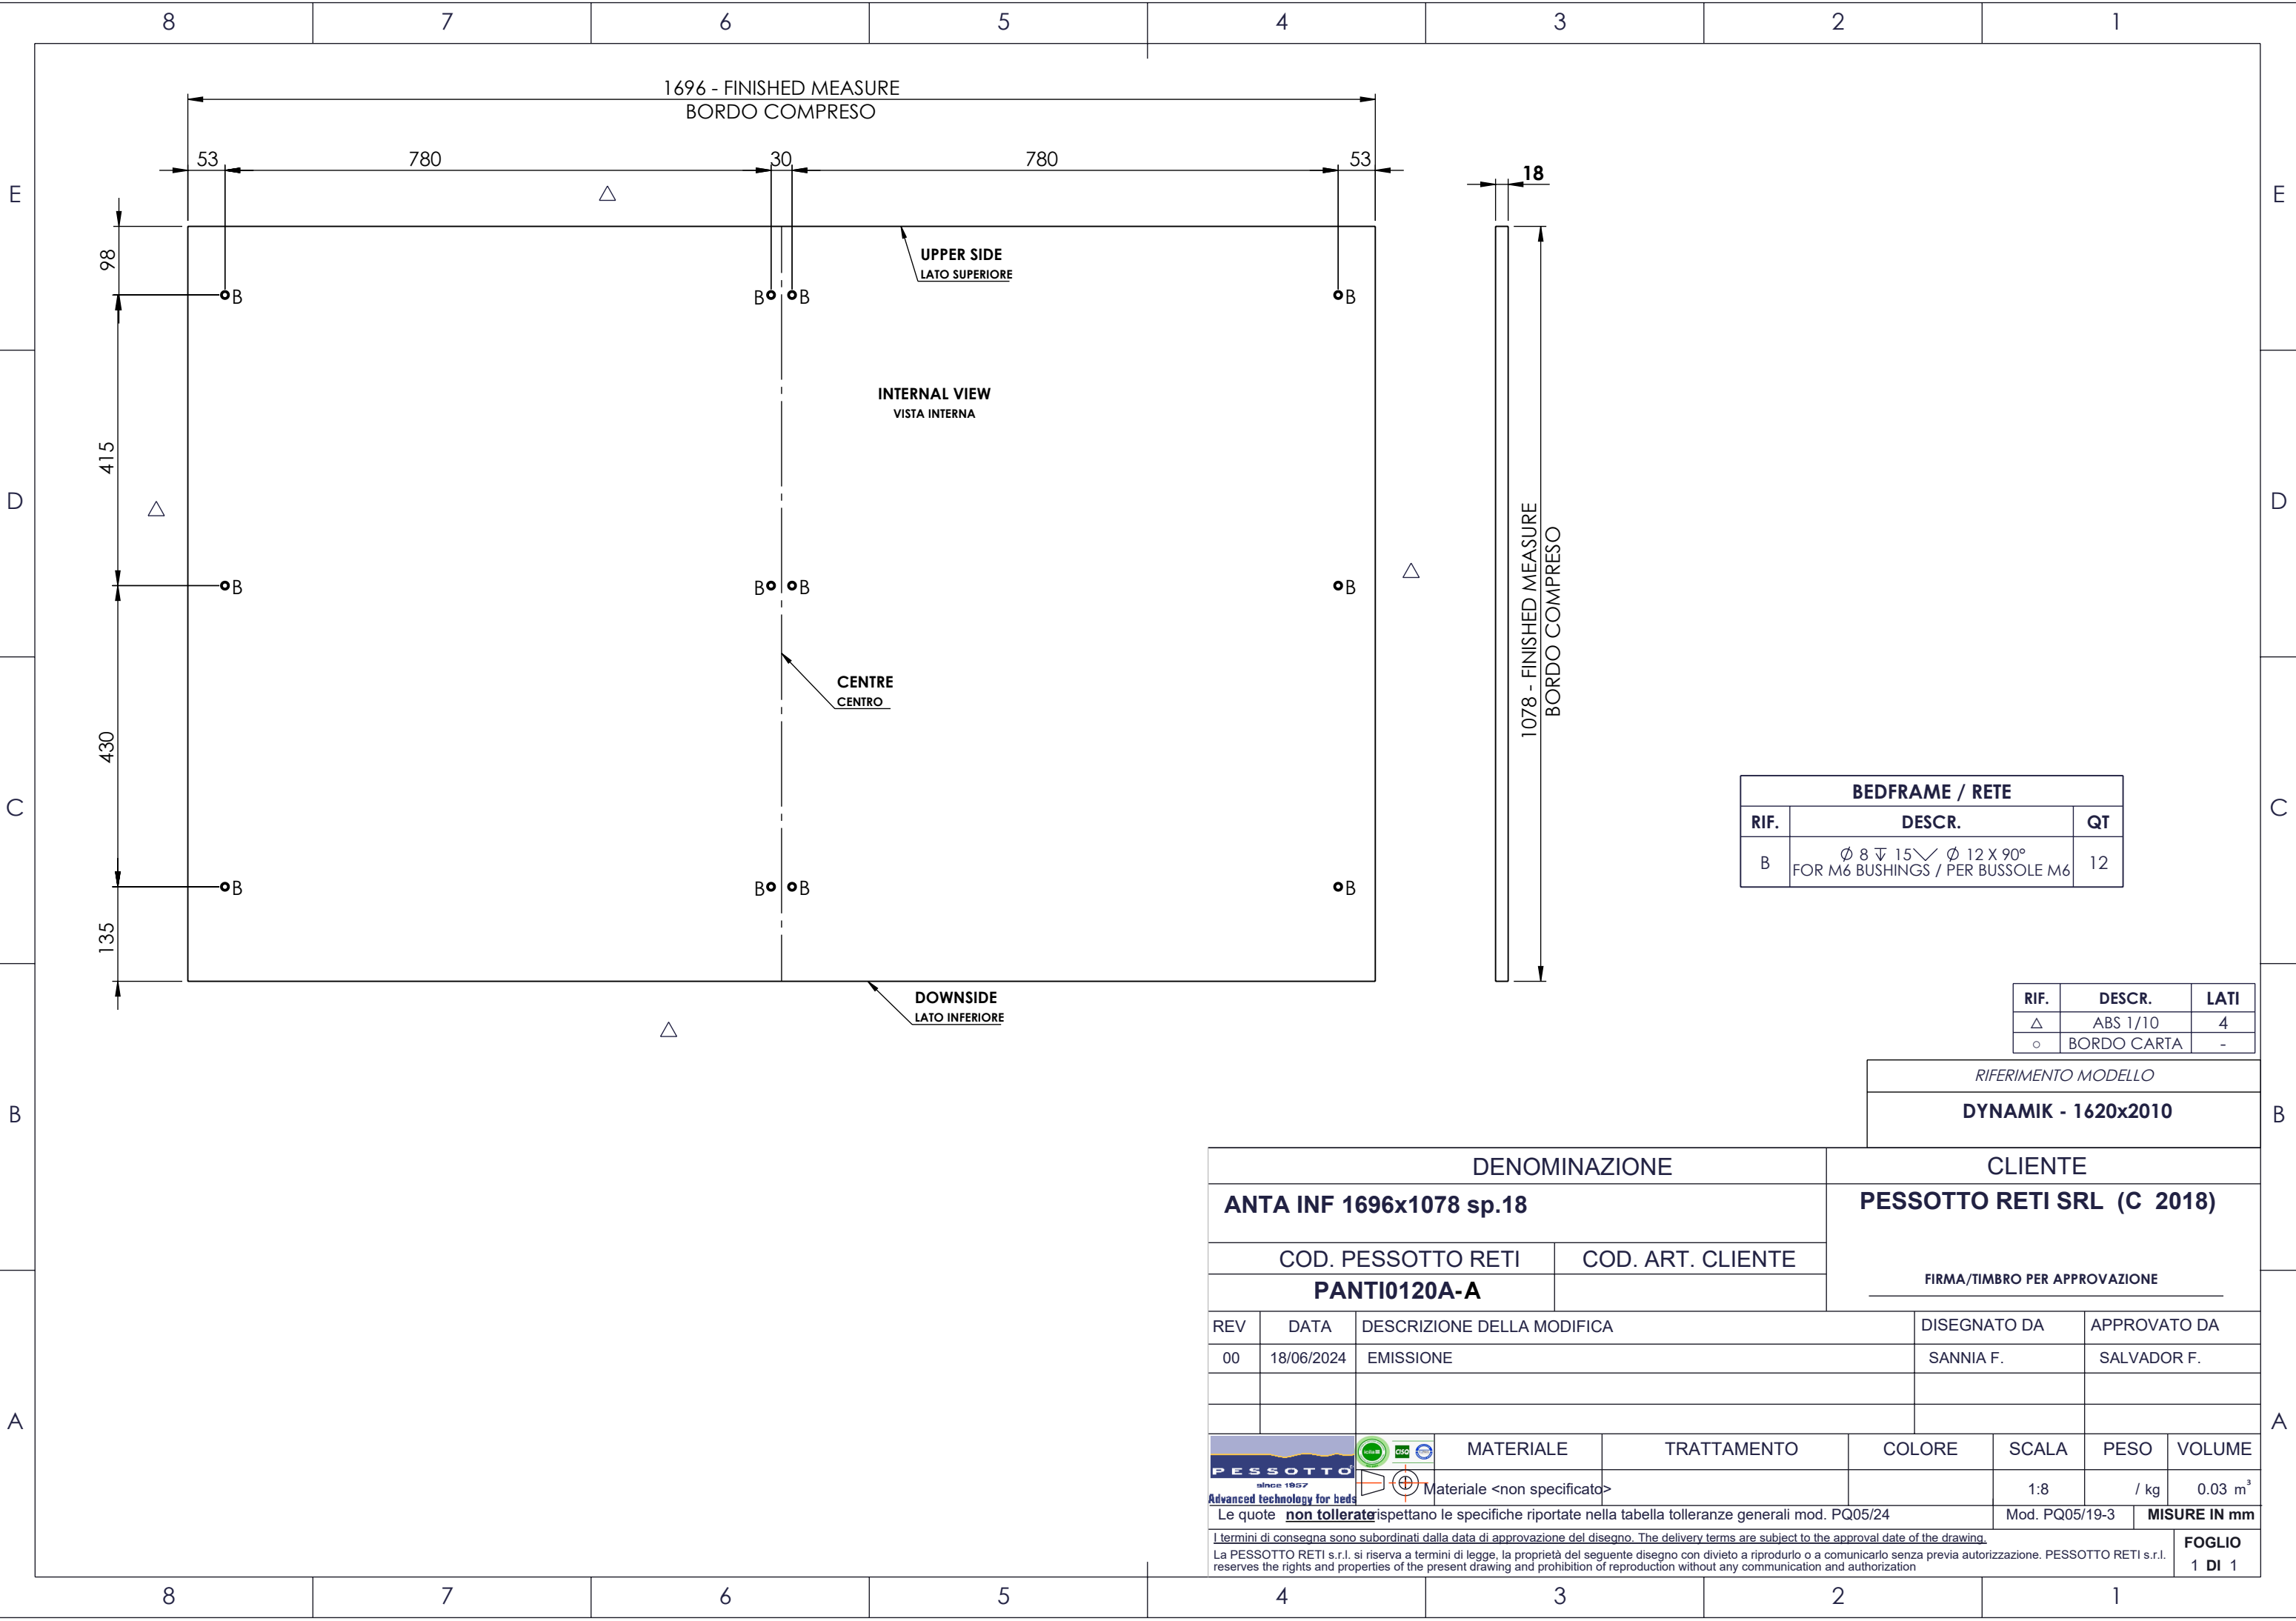 8 7 6 5 4 3 2 1
1696 - FINISHED MEASURE
BORDO COMPRESO
53 780 30 780 53
18
E E
98
UPPER SIDE
LATO SUPERIORE
B B B B
INTERNAL VIEW
VISTA INTERNA
415
D D
B B B B
1078 - FINISHED MEASURE
BORDO COMPRESO
CENTRE
CENTRO
430
C C
B B B B
135
DOWNSIDE
LATO INFERIORE
BEDFRAME / RETE
RIF. DESCR. QT
B Ø 8 ↧ 15 ⌵ Ø 12 X 90° 12
FOR M6 BUSHINGS / PER BUSSOLE M6
RIF. DESCR. LATI
△ ABS 1/10 4
○ BORDO CARTA -
RIFERIMENTO MODELLO
DYNAMIK - 1620x2010
B B
DENOMINAZIONE CLIENTE
ANTA INF 1696x1078 sp.18 PESSOTTO RETI SRL (C 2018)
COD. PESSOTTO RETI COD. ART. CLIENTE
PANTI0120A-A
FIRMA/TIMBRO PER APPROVAZIONE
REV DATA DESCRIZIONE DELLA MODIFICA DISEGNATO DA APPROVATO DA
00 18/06/2024 EMISSIONE SANNIA F. SALVADOR F.
A A
MATERIALE TRATTAMENTO COLORE SCALA PESO VOLUME
PESSOTTO
since 1957
Advanced technology for beds
CISQ
Materiale <non specificato> 1:8 / kg 0.03 m³
Le quote non tollerate rispettano le specifiche riportate nella tabella tolleranze generali mod. PQ05/24 Mod. PQ05/19-3 MISURE IN mm
I termini di consegna sono subordinati dalla data di approvazione del disegno. The delivery terms are subject to the approval date of the drawing.
La PESSOTTO RETI s.r.l. si riserva a termini di legge, la proprietà del seguente disegno con divieto a riprodurlo o a comunicarlo senza previa autorizzazione. PESSOTTO RETI s.r.l.
reserves the rights and properties of the present drawing and prohibition of reproduction without any communication and authorization
FOGLIO
1 DI 1
8 7 6 5 4 3 2 1